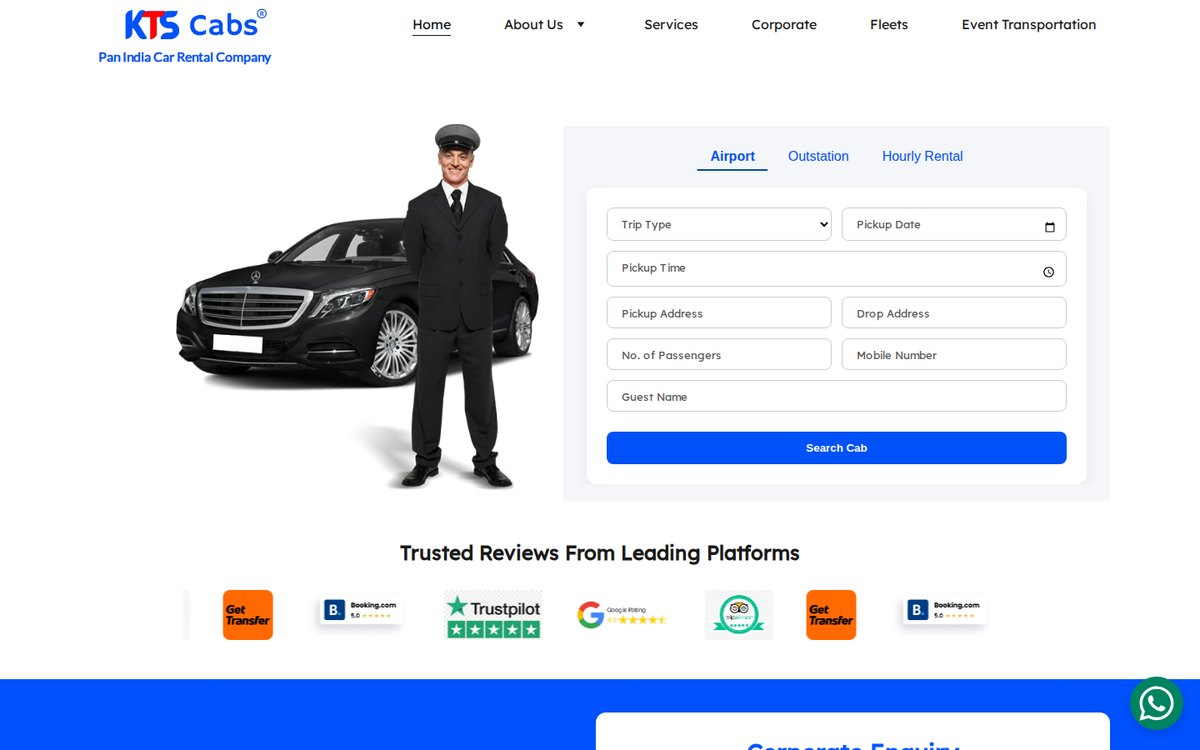 KTS Cabs®
Pan India Car Rental Company
Home
About Us
Services
Corporate
Fleets
Event Transportation
Airport
Outstation
Hourly Rental
Trip Type
Pickup Date
Pickup Time
Pickup Address
Drop Address
No. of Passengers
Mobile Number
Guest Name
Search Cab
Trusted Reviews From Leading Platforms
Get
Transfer
B.
Booking.com
5.0
Trustpilot
Google Rating
tripadvisor
Get
Transfer
B.
Booking.com
5.0
Corporate Enquiry